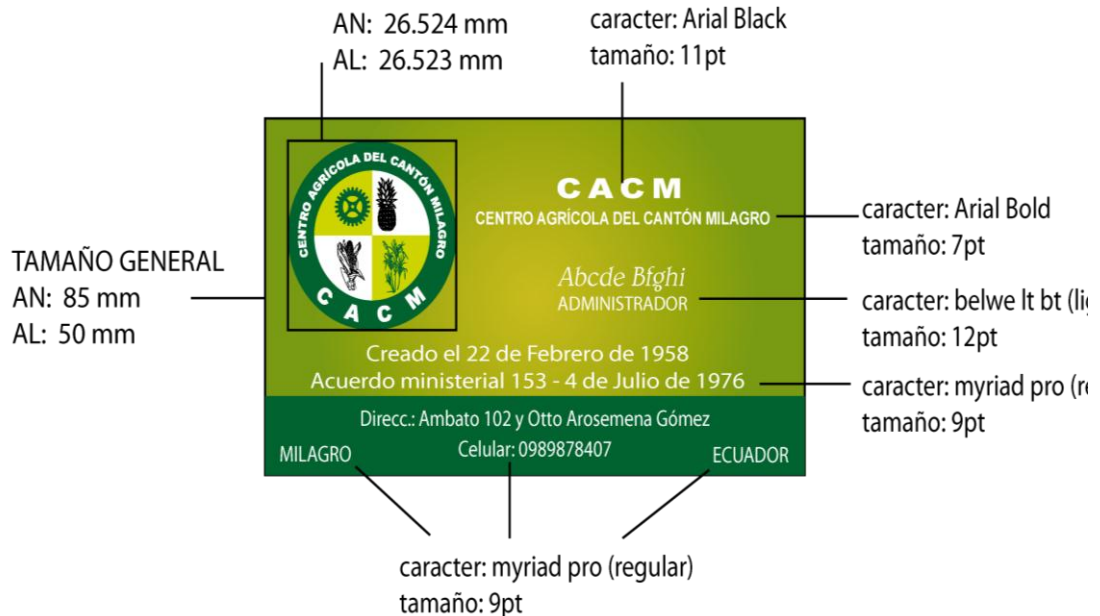 AN: 26.524 mm
AL: 26.523 mm
caracter: Arial Black
tamaño: 11pt
CENTRO AGRÍCOLA DEL CANTÓN MILAGRO
CACM
CACM
CENTRO AGRÍCOLA DEL CANTÓN MILAGRO
caracter: Arial Bold
tamaño: 7pt
TAMAÑO GENERAL
AN: 85 mm
AL: 50 mm
Abcde Bfghi
ADMINISTRADOR
caracter: belwe lt bt
tamaño: 12pt
Creado el 22 de Febrero de 1958
Acuerdo ministerial 153 - 4 de Julio de 1976
caracter: myriad pro
tamaño: 9pt
Direcc.: Ambato 102 y Otto Arosemena Gómez
Celular: 0989878407
MILAGRO
ECUADOR
caracter: myriad pro (regular)
tamaño: 9pt